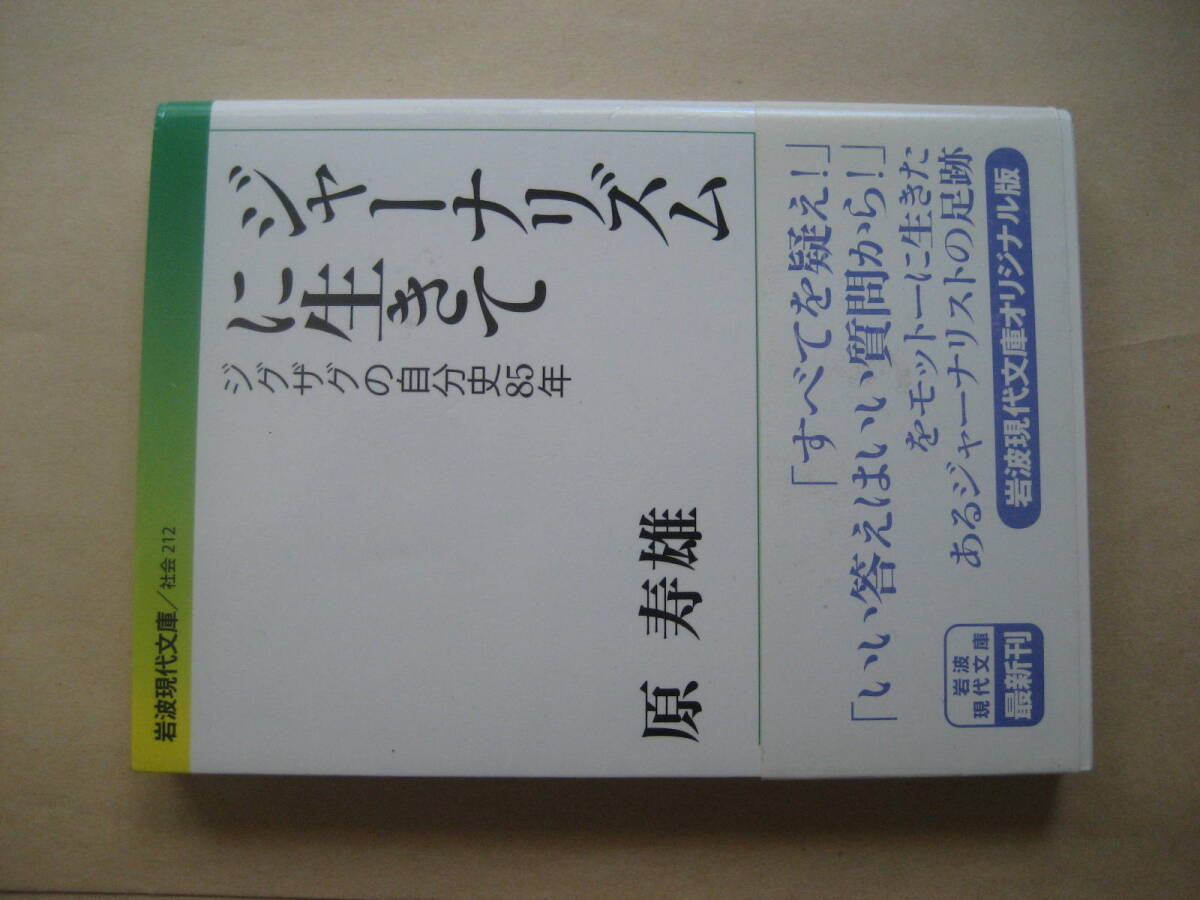 岩波現代文庫／社会 212
ジャーナリズム
に生きて
ジグザグの自分史85年
原 寿雄
「すべてを疑え！」
「いい答えはいい質問から！」
をモットーに生きた
あるジャーナリストの足跡
岩波現代文庫オリジナル版
岩波
現代文庫
最新刊